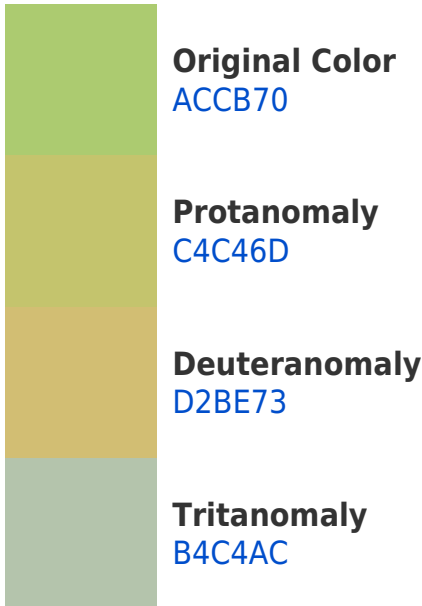 Original Color
ACCB70
Protanomaly
C4C46D
Deuteranomaly
D2BE73
Tritanomaly
B4C4AC